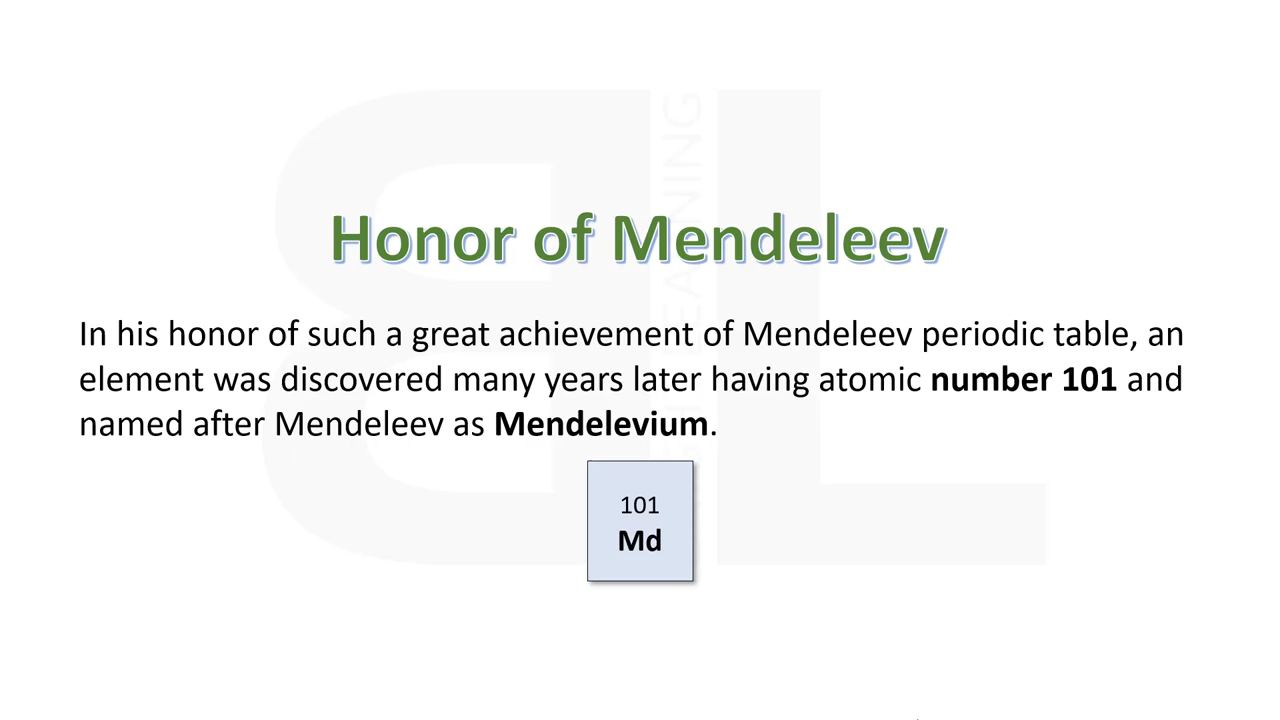 Honor of Mendeleev
In his honor of such a great achievement of Mendeleev periodic table, an
element was discovered many years later having atomic number 101 and
named after Mendeleev as Mendelevium.
101
Md